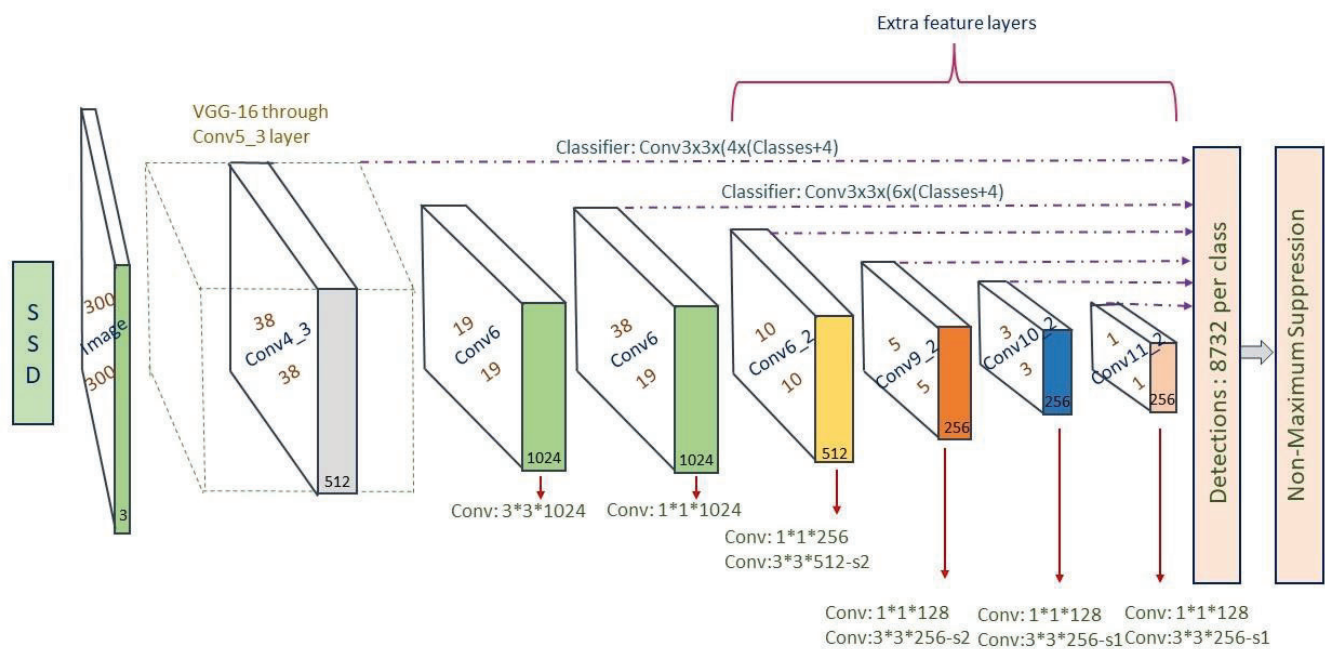 Extra feature layers
VGG-16 through
Conv5_3 layer
Classifier: Conv3x3x(4x(Classes+4)
Classifier: Conv3x3x(6x(Classes+4)
S
S
D
300
Image
300
3
38
Conv4_3
38
512
19
Conv6
19
1024
38
Conv6
19
1024
10
Conv6_2
10
512
5
Conv9_2
5
256
3
Conv10_2
3
256
1
Conv11_2
1
256
Detections : 8732 per class
Non-Maximum Suppression
Conv: 3*3*1024
Conv: 1*1*1024
Conv: 1*1*256
Conv:3*3*512-s2
Conv: 1*1*128
Conv:3*3*256-s2
Conv: 1*1*128
Conv:3*3*256-s1
Conv: 1*1*128
Conv:3*3*256-s1